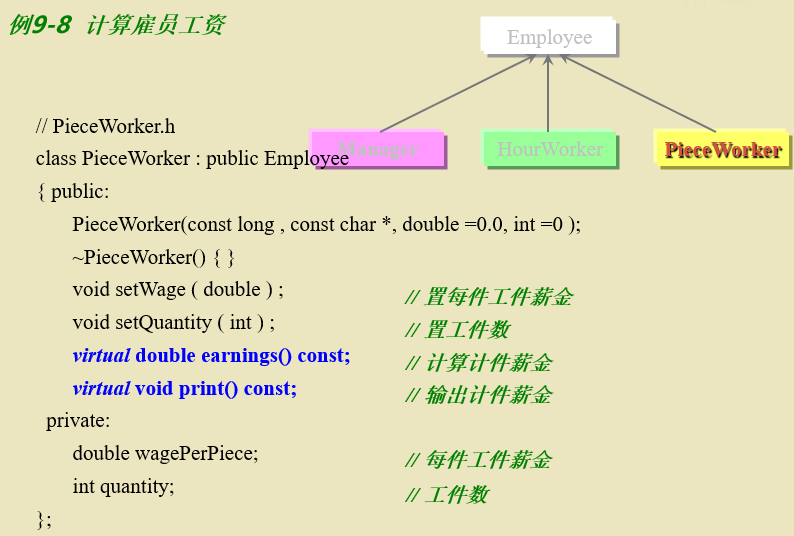 例9-8 计算雇员工资
Employee
// PieceWorker.h
Manager
HourWorker
PieceWorker
class PieceWorker : public Employee
{ public:
PieceWorker(const long , const char *, double =0.0, int =0 );
~PieceWorker() { }
void setWage ( double ) ; // 置每件工件薪金
void setQuantity ( int ) ; // 置工件数
virtual double earnings() const; // 计算计件薪金
virtual void print() const; // 输出计件薪金
private:
double wagePerPiece; // 每件工件薪金
int quantity; // 工件数
};